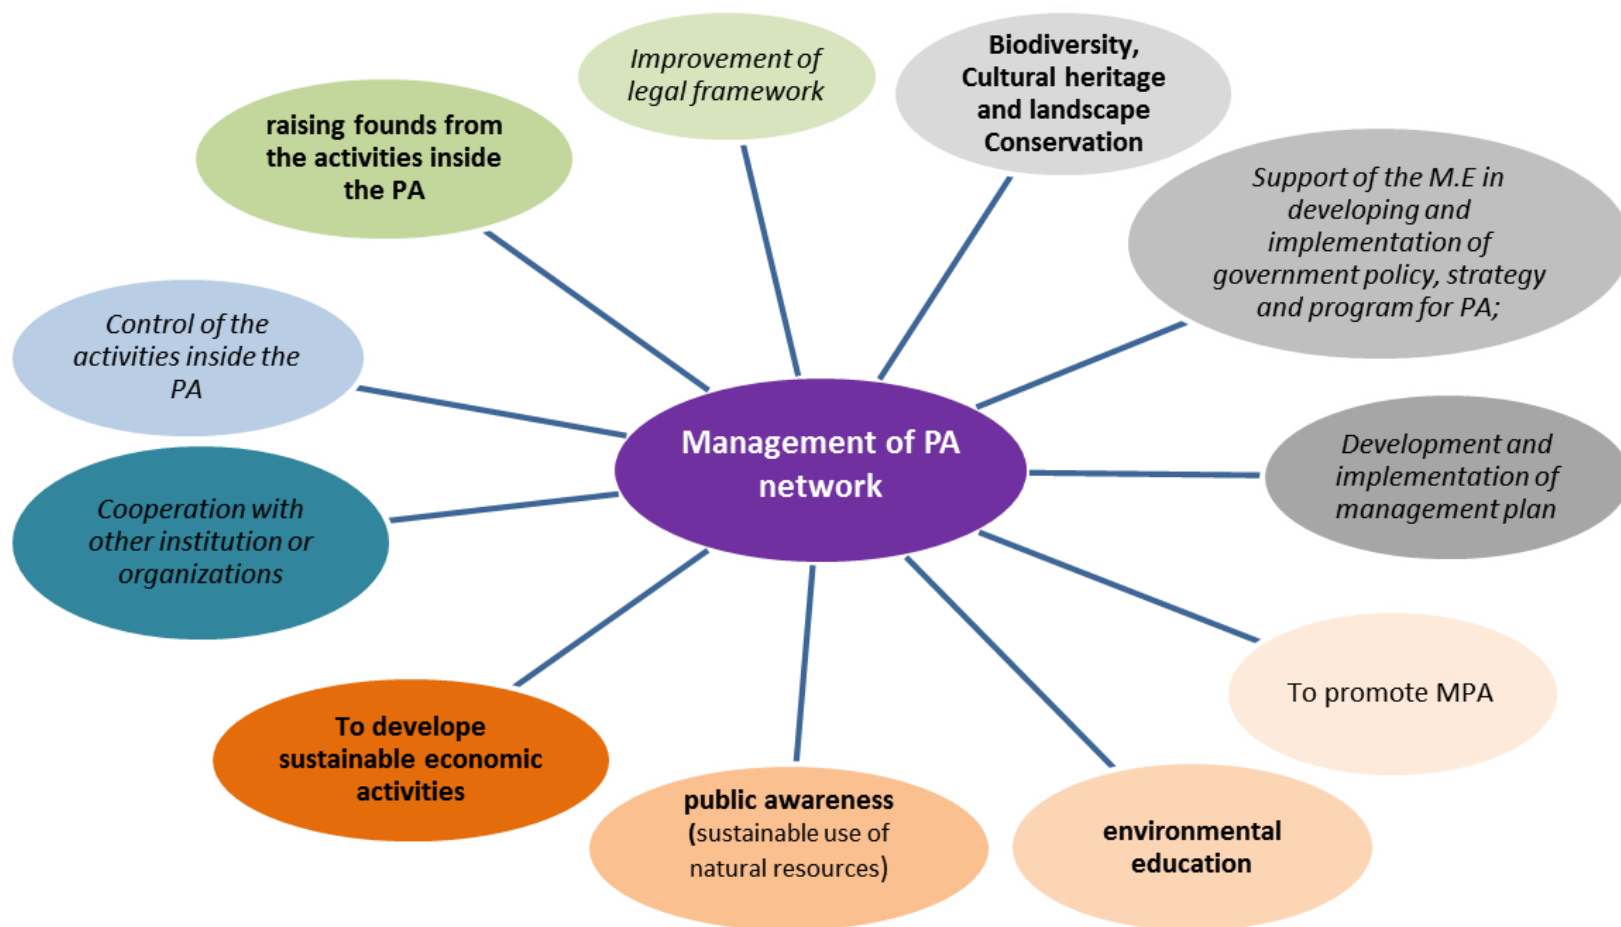 Improvement of
legal framework
Biodiversity,
Cultural heritage
and landscape
Conservation
raising founds from
the activities inside
the PA
Support of the M.E in
developing and
implementation of
government policy, strategy
and program for PA;
Control of the
activities inside the
PA
Management of PA
network
Development and
implementation of
management plan
Cooperation with
other institution or
organizations
To promote MPA
To develope
sustainable economic
activities
public awareness
(sustainable use of
natural resources)
environmental
education